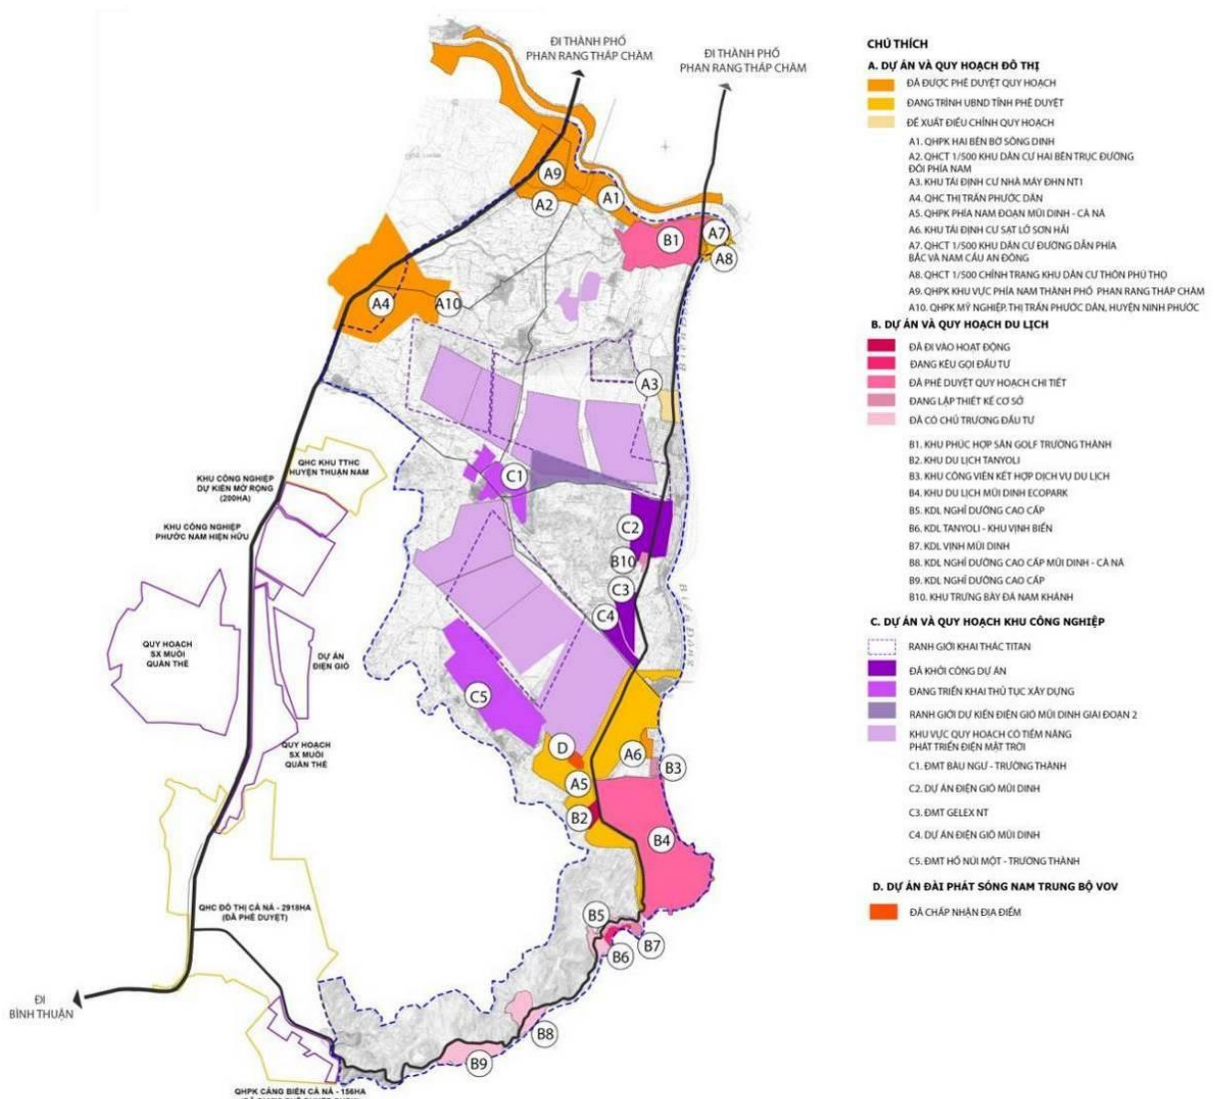 ĐI THÀNH PHỐ
PHAN RANG THÁP CHÀM
ĐI THÀNH PHỐ
PHAN RANG THÁP CHÀM
A9
A2
A1
B1
A7
A8
A4
A10
A3
QHC KHU TTHC
HUYỆN THUẬN NAM
KHU CÔNG NGHIỆP
DỰ KIẾN MỞ RỘNG
(200HA)
KHU CÔNG NGHIỆP
PHƯỚC NAM HIỆN HỮU
C1
C2
B10
C3
C4
Biển Đông
QUY HOẠCH
SX MUỐI
QUÁN THẺ
DỰ ÁN
ĐIỆN GIÓ
C5
QUY HOẠCH
SX MUỐI
QUÁN THẺ
D
A6
B3
A5
B2
B4
QHC ĐÔ THỊ CÀ NÁ - 2918HA
(ĐÃ PHÊ DUYỆT)
B5
B6
B7
ĐI
BÌNH THUẬN
B8
B9
QHPK CẢNG BIỂN CÀ NÁ - 156HA
CHÚ THÍCH
A. DỰ ÁN VÀ QUY HOẠCH ĐÔ THỊ
ĐÃ ĐƯỢC PHÊ DUYỆT QUY HOẠCH
ĐANG TRÌNH UBND TỈNH PHÊ DUYỆT
ĐỀ XUẤT ĐIỀU CHỈNH QUY HOẠCH
A1. QHPK HAI BÊN BỜ SÔNG DINH
A2. QHCT 1/500 KHU DÂN CƯ HAI BÊN TRỤC ĐƯỜNG
ĐÔI PHÍA NAM
A3. KHU TÁI ĐỊNH CƯ NHÀ MÁY ĐHN NT1
A4. QHC THỊ TRẤN PHƯỚC DÂN
A5. QHPK PHÍA NAM ĐOẠN MŨI DINH - CÀ NÁ
A6. KHU TÁI ĐỊNH CƯ SẠT LỞ SƠN HẢI
A7. QHCT 1/500 KHU DÂN CƯ ĐƯỜNG DẪN PHÍA
BẮC VÀ NAM CẦU AN ĐÔNG
A8. QHCT 1/500 CHỈNH TRANG KHU DÂN CƯ THÔN PHÚ THỌ
A9. QHPK KHU VỰC PHÍA NAM THÀNH PHỐ PHAN RANG THÁP CHÀM
A10. QHPK MỸ NGHIỆP, THỊ TRẤN PHƯỚC DÂN, HUYỆN NINH PHƯỚC
B. DỰ ÁN VÀ QUY HOẠCH DU LỊCH
ĐÃ ĐI VÀO HOẠT ĐỘNG
ĐANG KÊU GỌI ĐẦU TƯ
ĐÃ PHÊ DUYỆT QUY HOẠCH CHI TIẾT
ĐANG LẬP THIẾT KẾ CƠ SỞ
ĐÃ CÓ CHỦ TRƯƠNG ĐẦU TƯ
B1. KHU PHỨC HỢP SÂN GOLF TRƯỜNG THÀNH
B2. KHU DU LỊCH TANYOLI
B3. KHU CÔNG VIÊN KẾT HỢP DỊCH VỤ DU LỊCH
B4. KHU DU LỊCH MŨI DINH ECOPARK
B5. KDL NGHỈ DƯỠNG CAO CẤP
B6. KDL TANYOLI - KHU VỊNH BIỂN
B7. KDL VỊNH MŨI DINH
B8. KDL NGHỈ DƯỠNG CAO CẤP MŨI DINH - CÀ NÁ
B9. KDL NGHỈ DƯỠNG CAO CẤP
B10. KHU TRƯNG BÀY ĐÁ NAM KHÁNH
C. DỰ ÁN VÀ QUY HOẠCH KHU CÔNG NGHIỆP
RANH GIỚI KHAI THÁC TITAN
ĐÃ KHỞI CÔNG DỰ ÁN
ĐANG TRIỂN KHAI THỦ TỤC XÂY DỰNG
RANH GIỚI DỰ KIẾN ĐIỆN GIÓ MŨI DINH GIAI ĐOẠN 2
KHU VỰC QUY HOẠCH CÓ TIỀM NĂNG
PHÁT TRIỂN ĐIỆN MẶT TRỜI
C1. ĐMT BÀU NGỨ - TRƯỜNG THÀNH
C2. DỰ ÁN ĐIỆN GIÓ MŨI DINH
C3. ĐMT GELEX NT
C4. DỰ ÁN ĐIỆN GIÓ MŨI DINH
C5. ĐMT HỒ NÚI MỘT - TRƯỜNG THÀNH
D. DỰ ÁN ĐÀI PHÁT SÓNG NAM TRUNG BỘ VOV
ĐÃ CHẤP NHẬN ĐỊA ĐIỂM